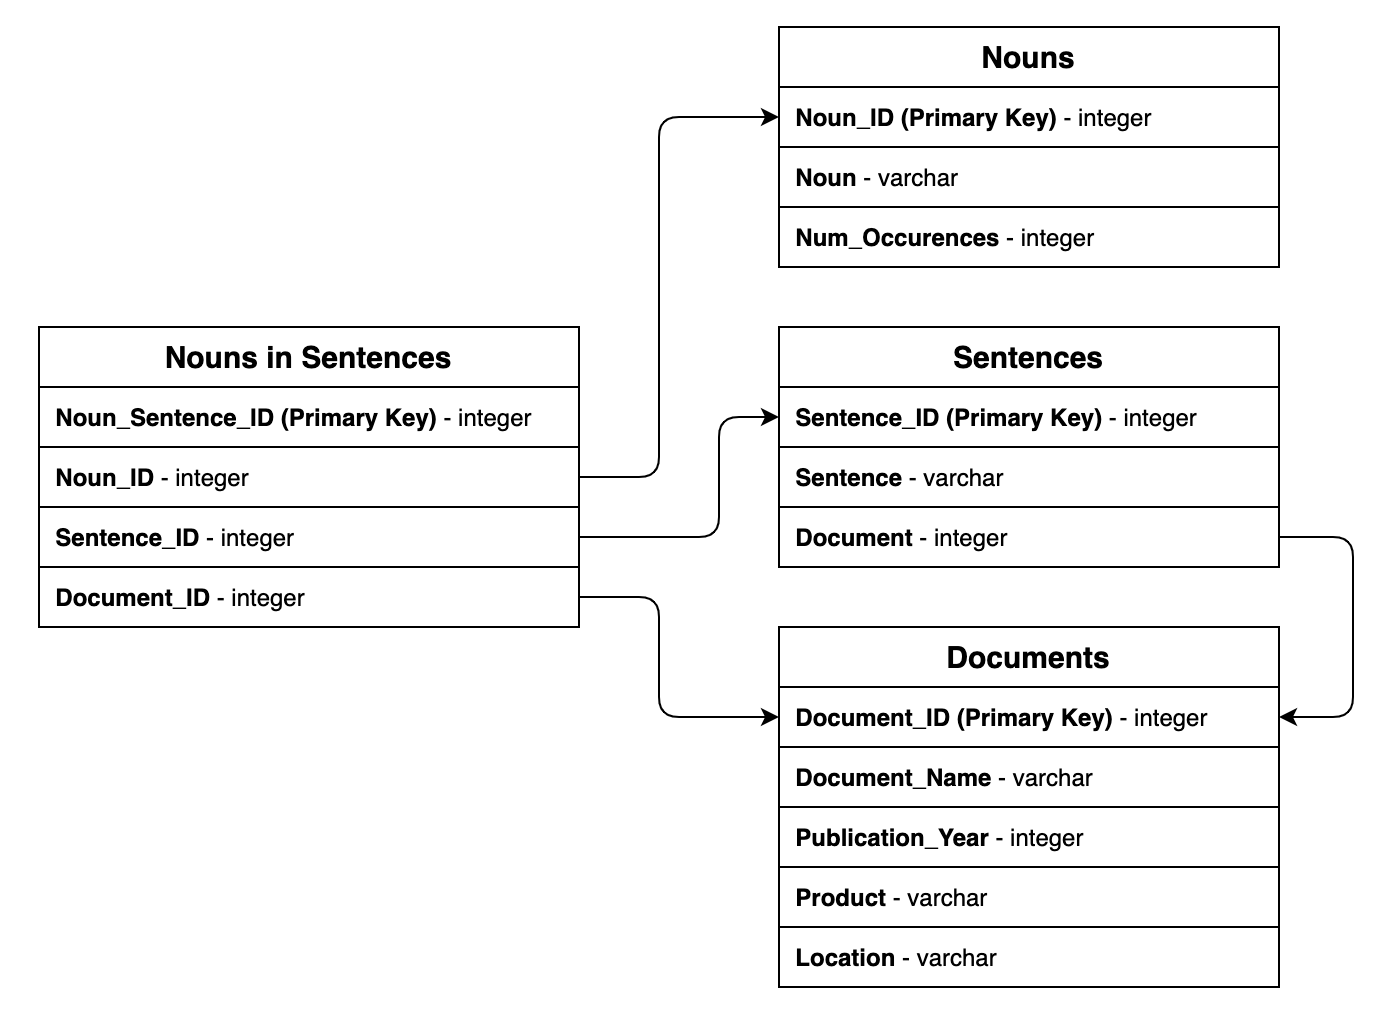 Nouns
Noun_ID (Primary Key) - integer
Noun - varchar
Num_Occurences - integer
Nouns in Sentences
Noun_Sentence_ID (Primary Key) - integer
Noun_ID - integer
Sentence_ID - integer
Document_ID - integer
Sentences
Sentence_ID (Primary Key) - integer
Sentence - varchar
Document - integer
Documents
Document_ID (Primary Key) - integer
Document_Name - varchar
Publication_Year - integer
Product - varchar
Location - varchar